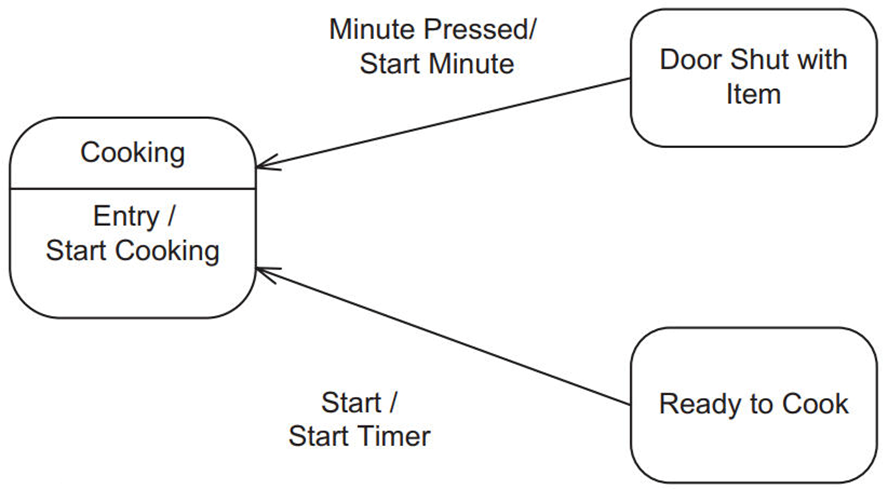 Minute Pressed/
Start Minute
Door Shut with
Item
Cooking
Entry /
Start Cooking
Start /
Start Timer
Ready to Cook